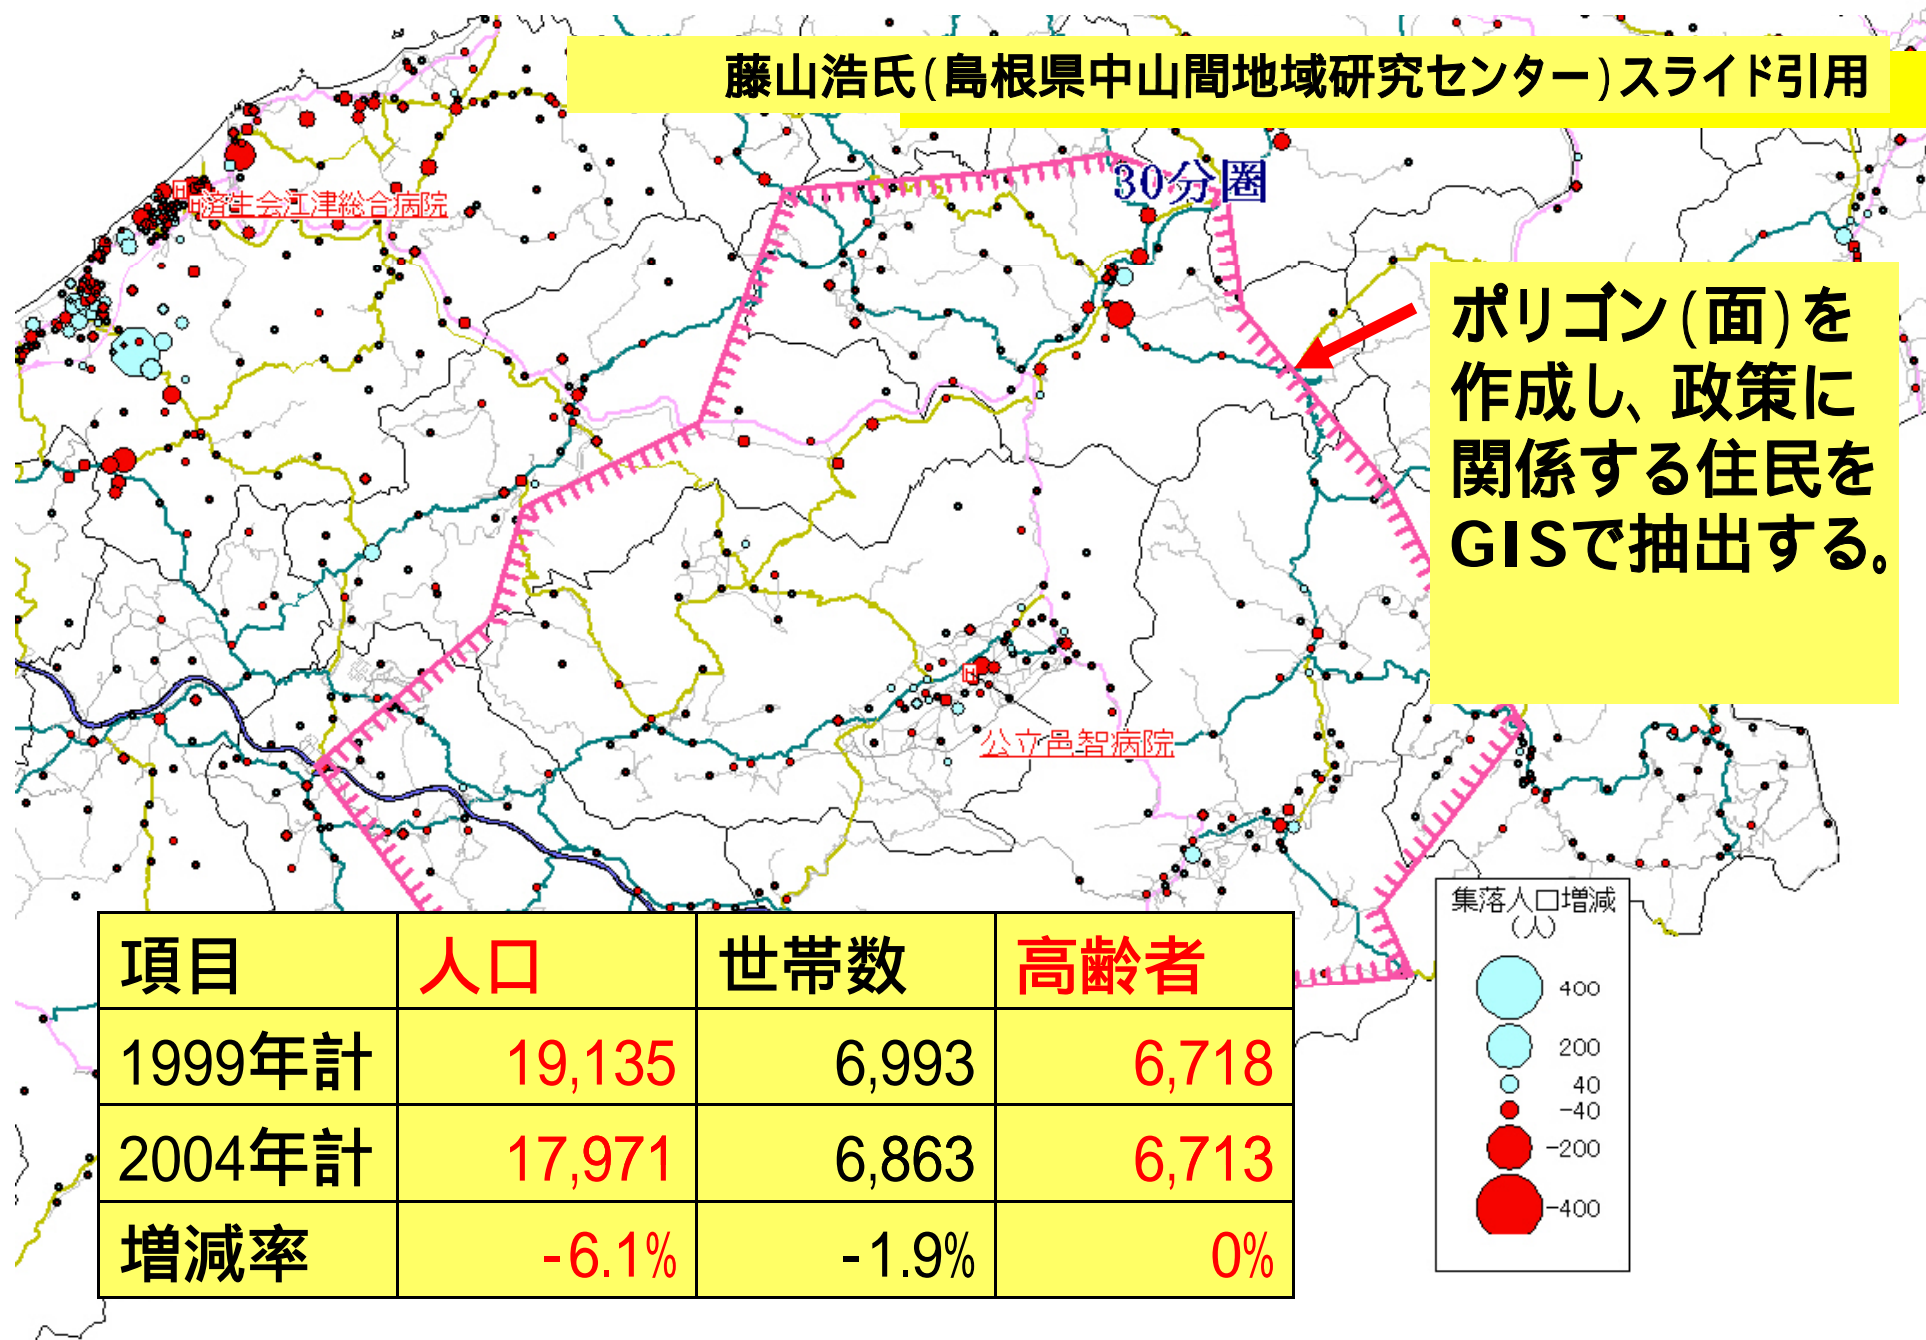 藤山浩氏(島根県中山間地域研究センター)スライド引用
30分圏
済生会江津総合病院
ポリゴン(面)を
作成し、政策に
関係する住民を
GISで抽出する。
公立邑智病院
項目 人口 世帯数 高齢者
1999年計 19,135 6,993 6,718
2004年計 17,971 6,863 6,713
増減率 -6.1% -1.9% 0%
集落人口増減
(人)
400
200
40
-40
-200
-400